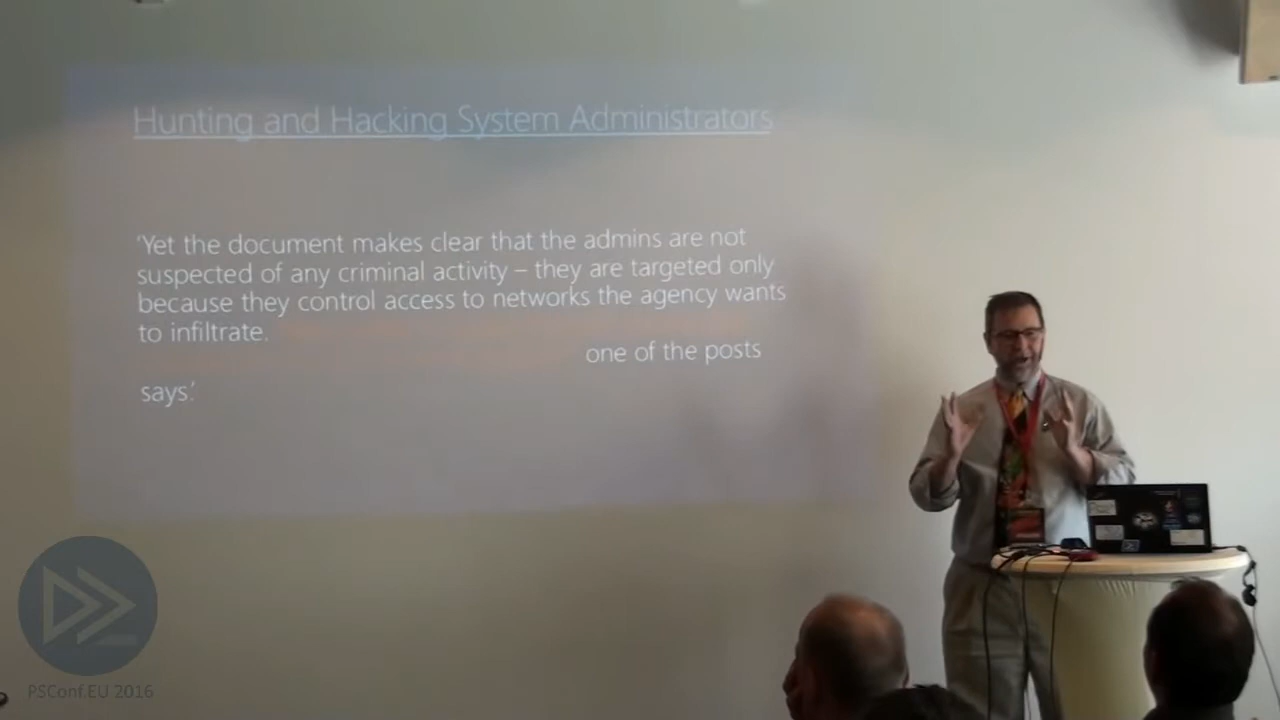 Hunting and Hacking System Administrators
'Yet the document makes clear that the admins are not
suspected of any criminal activity – they are targeted only
because they control access to networks the agency wants
to infiltrate.
one of the posts
says.'
PSConf.EU 2016